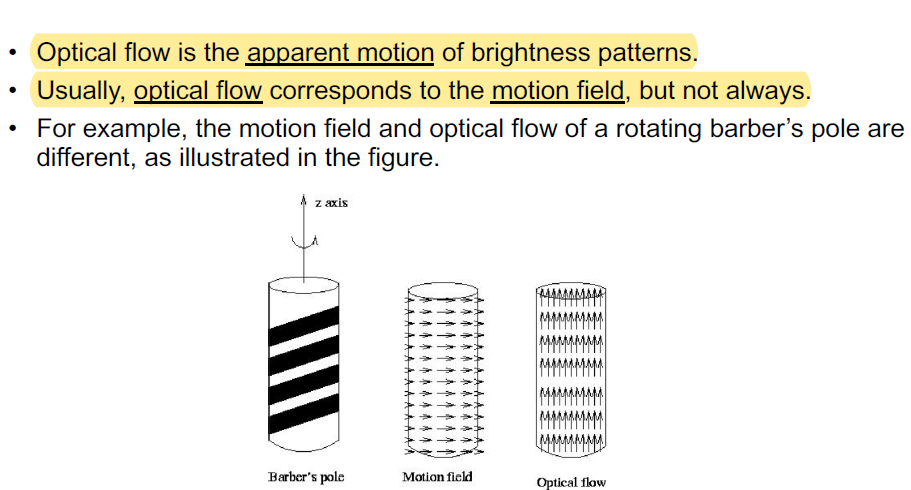 • Optical flow is the apparent motion of brightness patterns.
• Usually, optical flow corresponds to the motion field, but not always.
• For example, the motion field and optical flow of a rotating barber’s pole are
different, as illustrated in the figure.
z axis
Barber's pole
Motion field
Optical flow